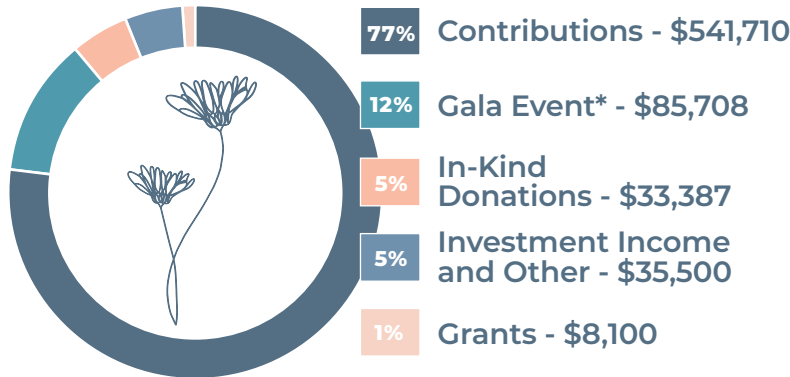 77% Contributions - $541,710
12% Gala Event* - $85,708
5% In-Kind
Donations - $33,387
5% Investment Income
and Other - $35,500
1% Grants - $8,100